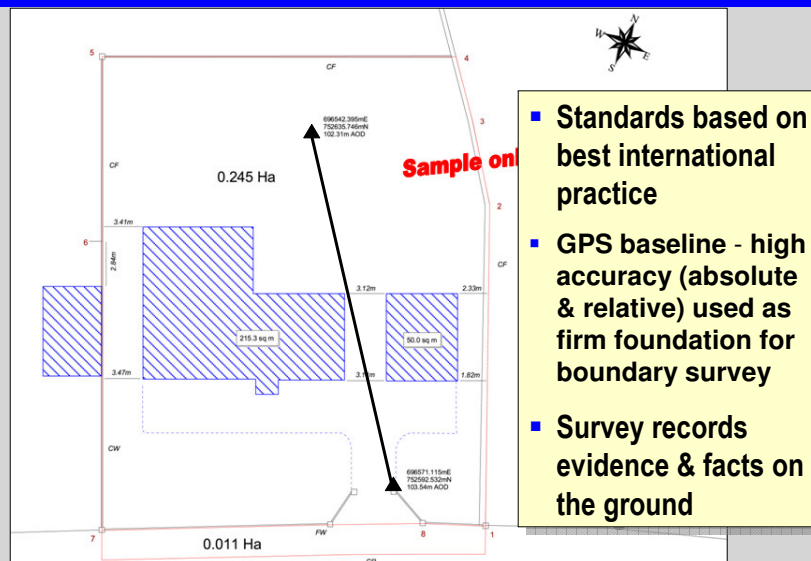 N
W
E
S
5
CF
4
3
696542.395mE
752635.746mN
102.31m AOD
Sample onl
0.245 Ha
CF
2
3.41m
6
2.84m
CF
3.12m
2.33m
215.3 sq m
50.0 sq m
3.47m
1.82m
CW
696571.115mE
752592.532mN
103.54m AOD
7
FW
8
1
0.011 Ha
Standards based on
best international
practice
GPS baseline - high
accuracy (absolute
& relative) used as
firm foundation for
boundary survey
Survey records
evidence & facts on
the ground